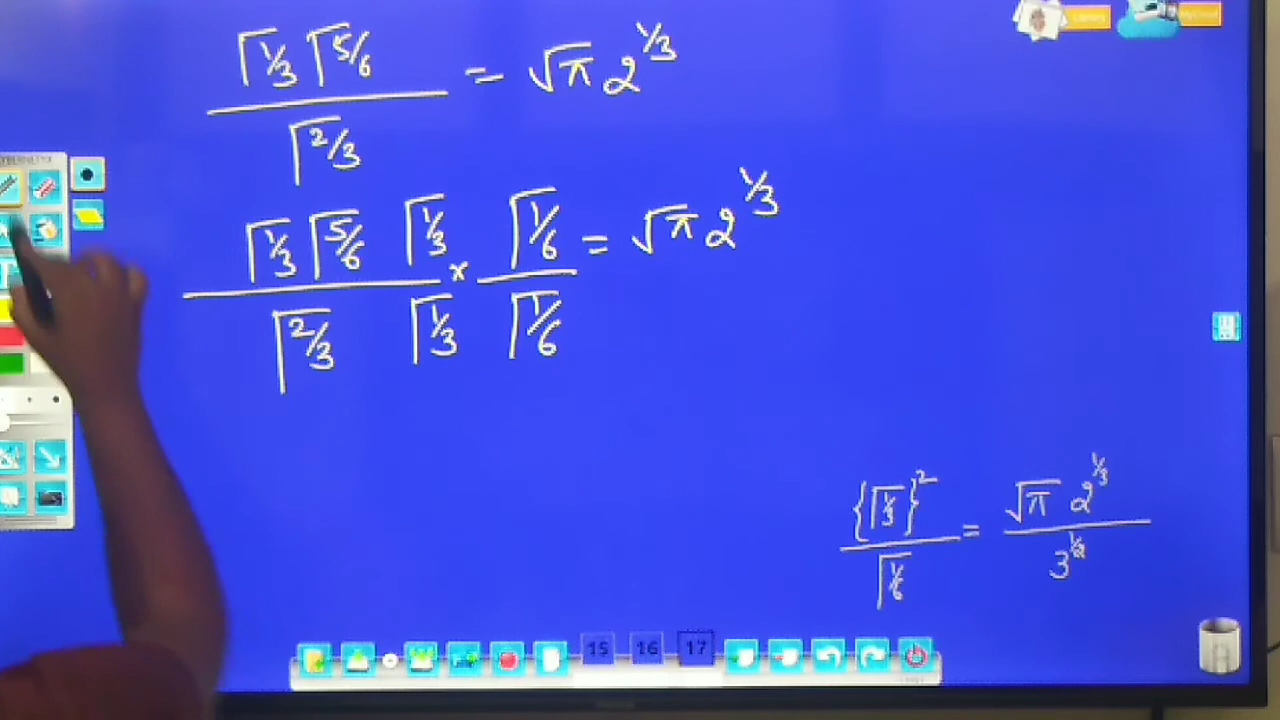 Γ1/3 Γ5/6 / Γ2/3 = √π 2^1/3
Γ1/3 Γ5/6 Γ1/3 / Γ2/3 Γ1/3 × Γ1/6 / Γ1/6 = √π 2^1/3
{Γ1/3}^2 / Γ1/6 = √π 2^1/3 / 3^1/2
15 16 17